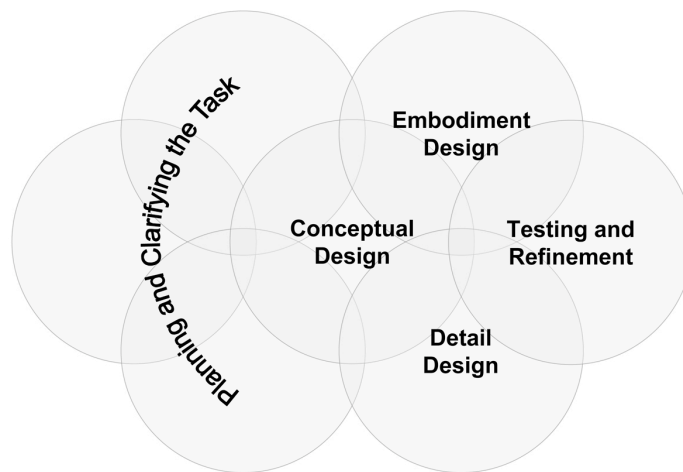 Planning and Clarifying the Task
Conceptual
Design
Embodiment
Design
Testing and
Refinement
Detail
Design